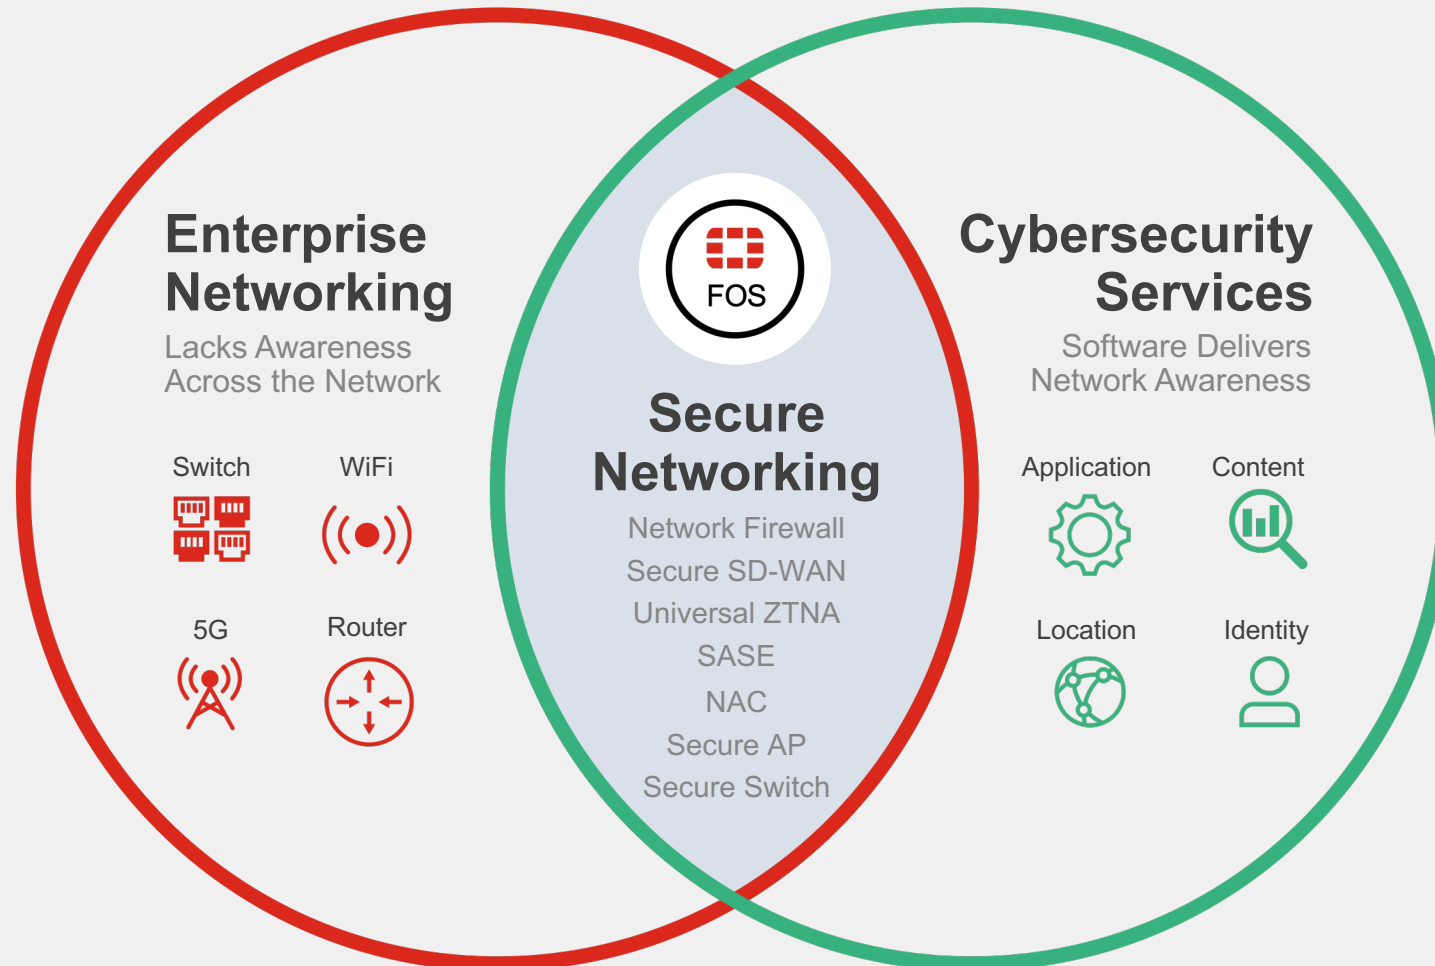 Enterprise
Networking
Lacks Awareness
Across the Network
Switch
WiFi
5G
Router
FOS
Secure
Networking
Network Firewall
Secure SD-WAN
Universal ZTNA
SASE
NAC
Secure AP
Secure Switch
Cybersecurity
Services
Software Delivers
Network Awareness
Application
Content
Location
Identity